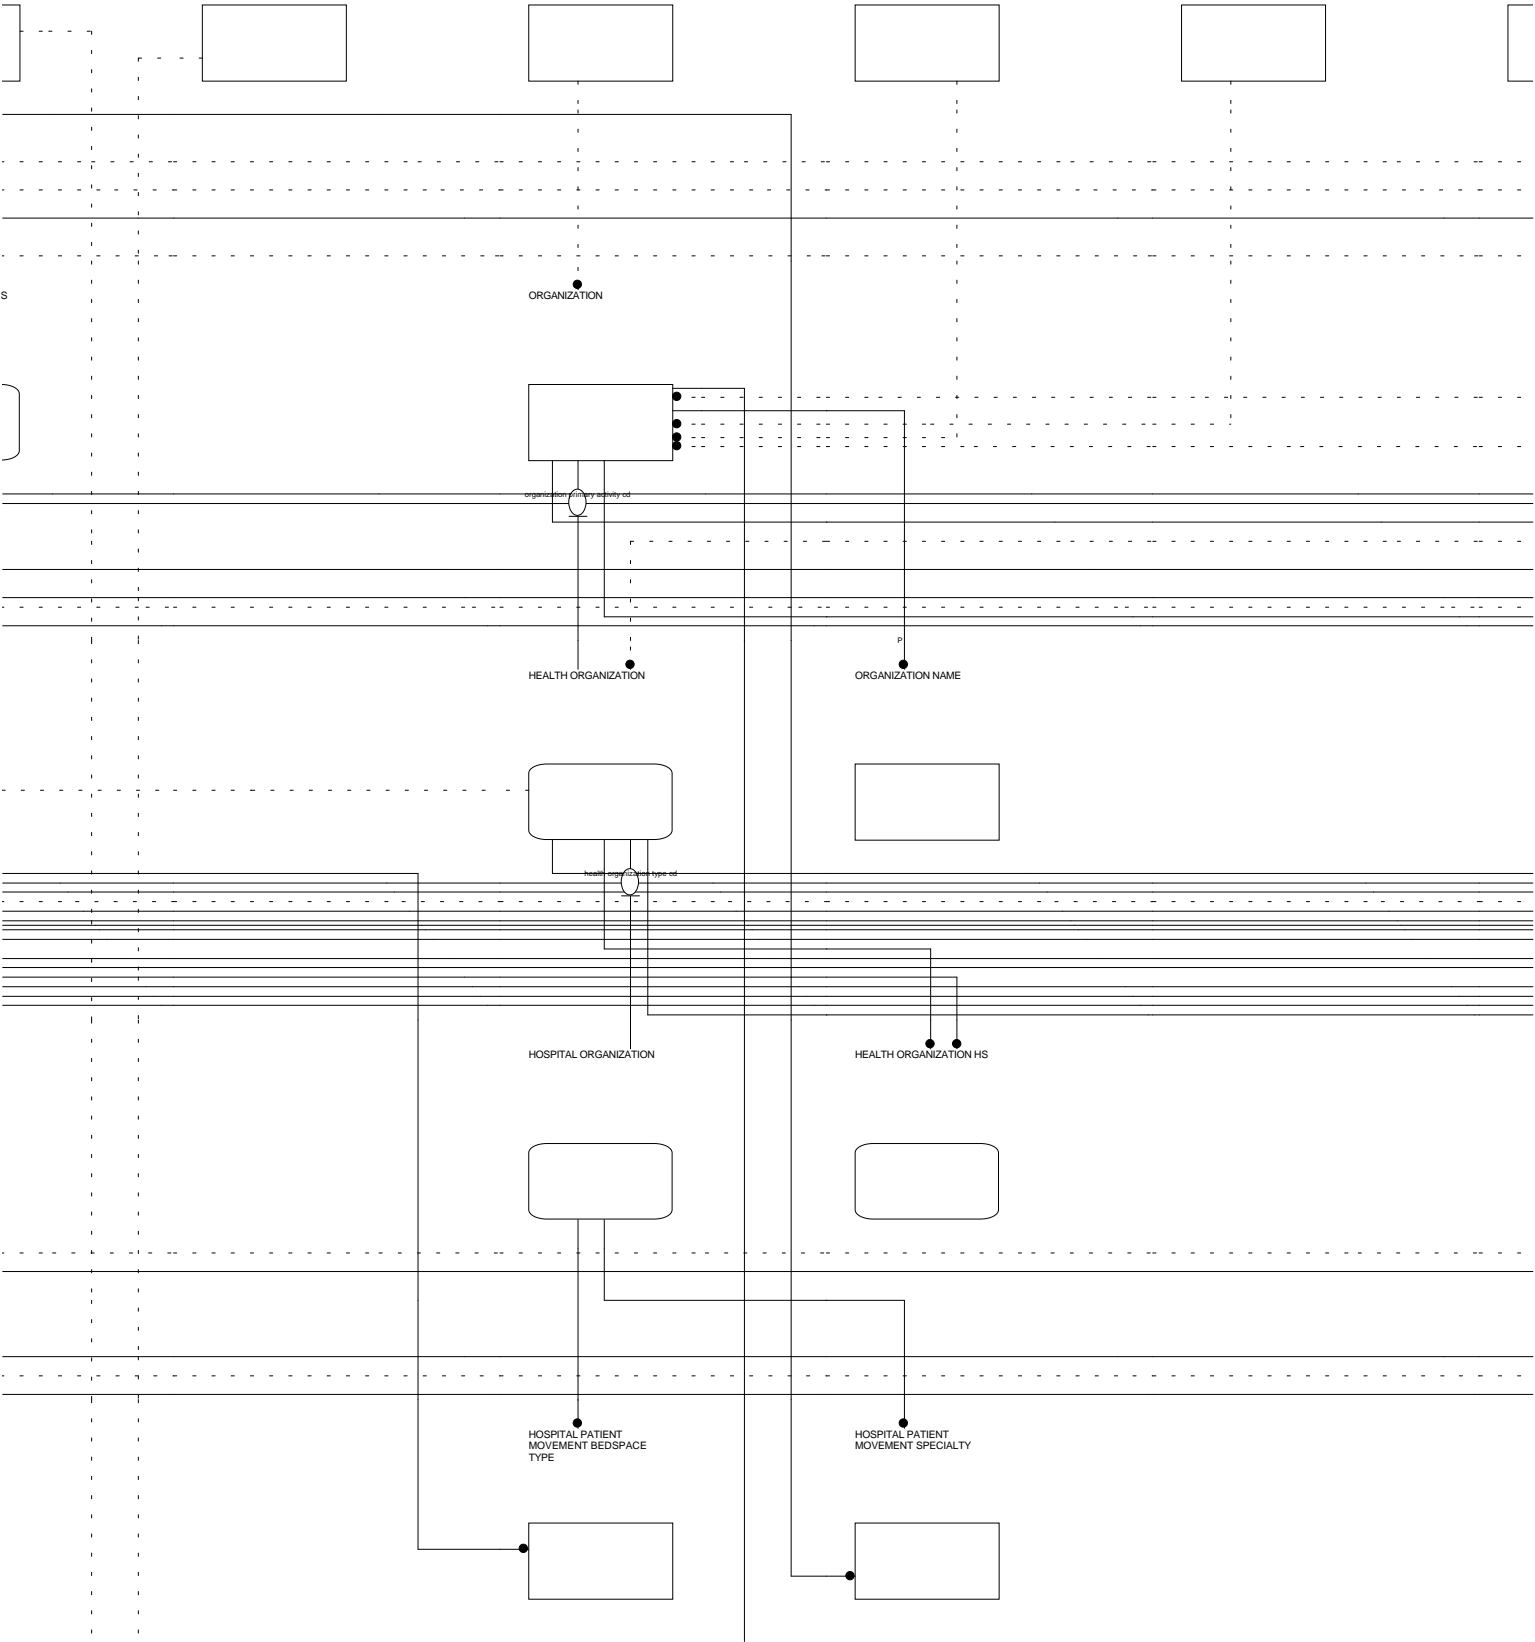 S
ORGANIZATION
organization primary activity cd
P
HEALTH ORGANIZATION
ORGANIZATION NAME
health organization type cd
HOSPITAL ORGANIZATION
HEALTH ORGANIZATION HS
HOSPITAL PATIENT
MOVEMENT BEDSPACE
TYPE
HOSPITAL PATIENT
MOVEMENT SPECIALTY